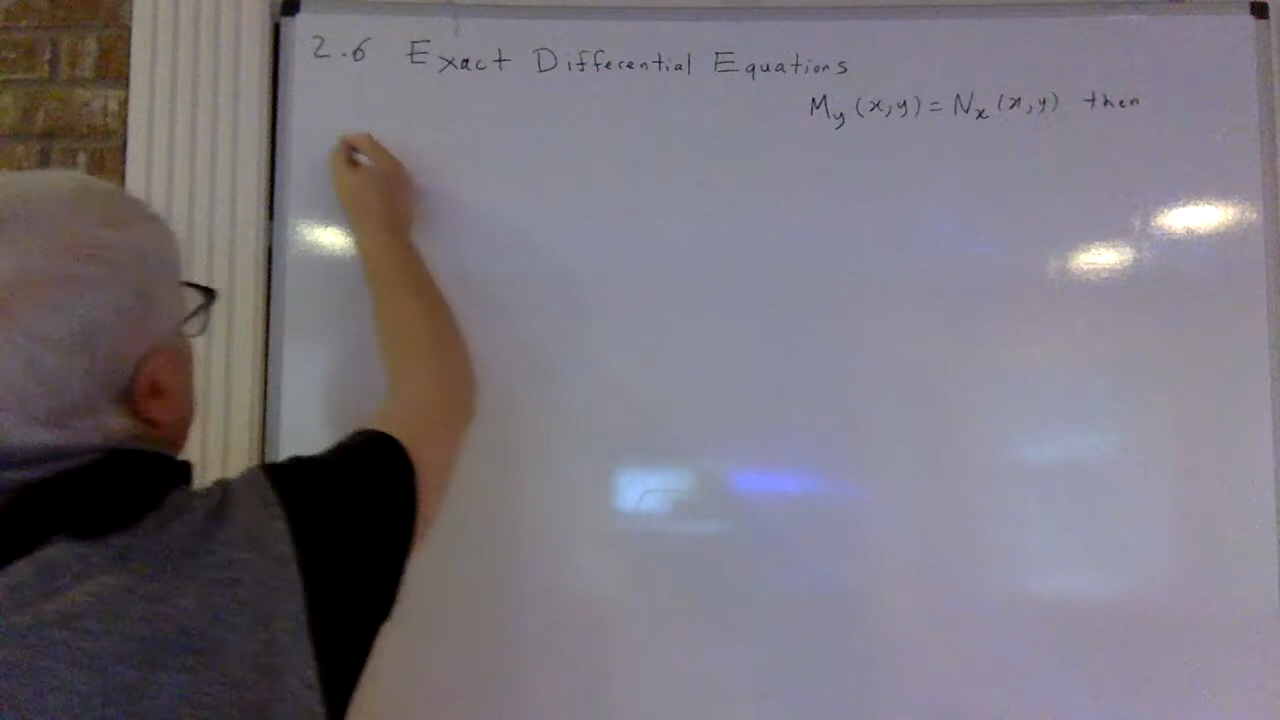 2.6 Exact Differential Equations
My (x,y) = Nx (x,y) then